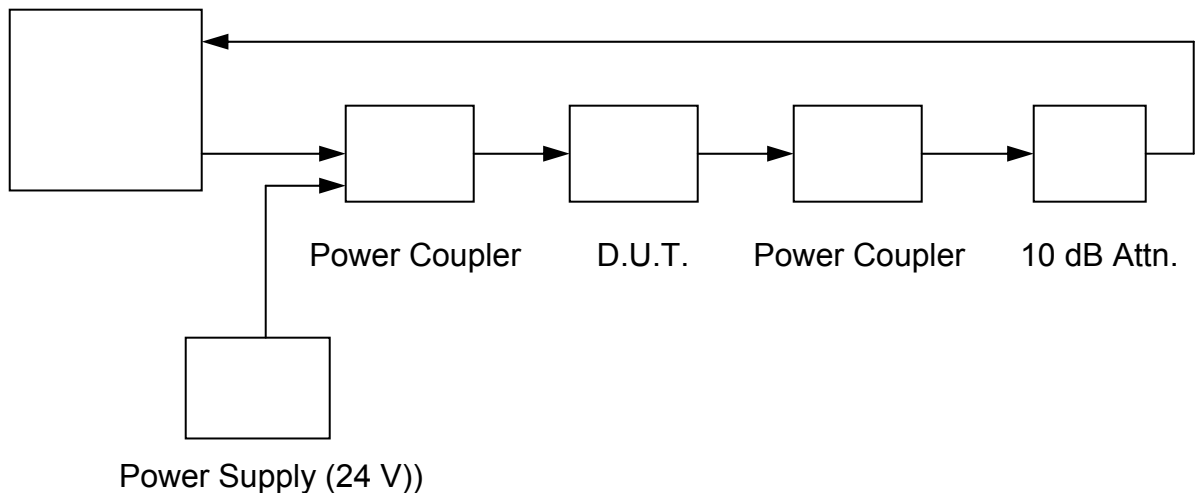 Power Coupler
D.U.T.
Power Coupler
10 dB Attn.
Power Supply (24 V))